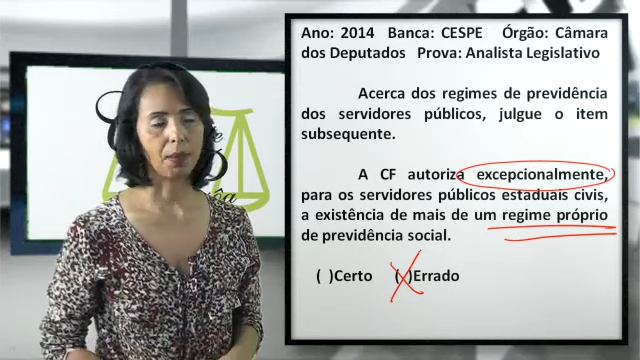 Ano: 2014 Banca: CESPE Órgão: Câmara
dos Deputados Prova: Analista Legislativo
Acerca dos regimes de previdência
dos servidores públicos, julgue o item
subsequente.
A CF autoriza excepcionalmente,
para os servidores públicos estaduais civis,
a existência de mais de um regime próprio
de previdência social.
( )Certo ( )Errado